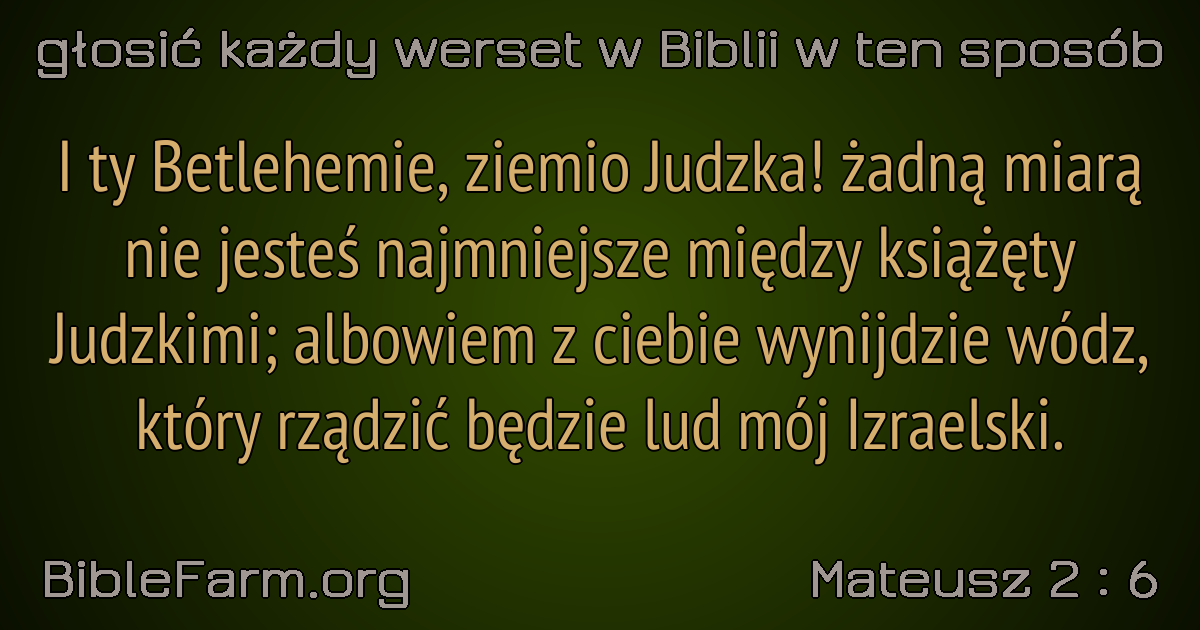 głosić każdy werset w Biblii w ten sposób
I ty Betlehemie, ziemio Judzka! żadną miarą
nie jesteś najmniejsze między książęty
Judzkimi; albowiem z ciebie wynijdzie wódz,
który rządzić będzie lud mój Izraelski.
BibleFarm.org
Mateusz 2 : 6